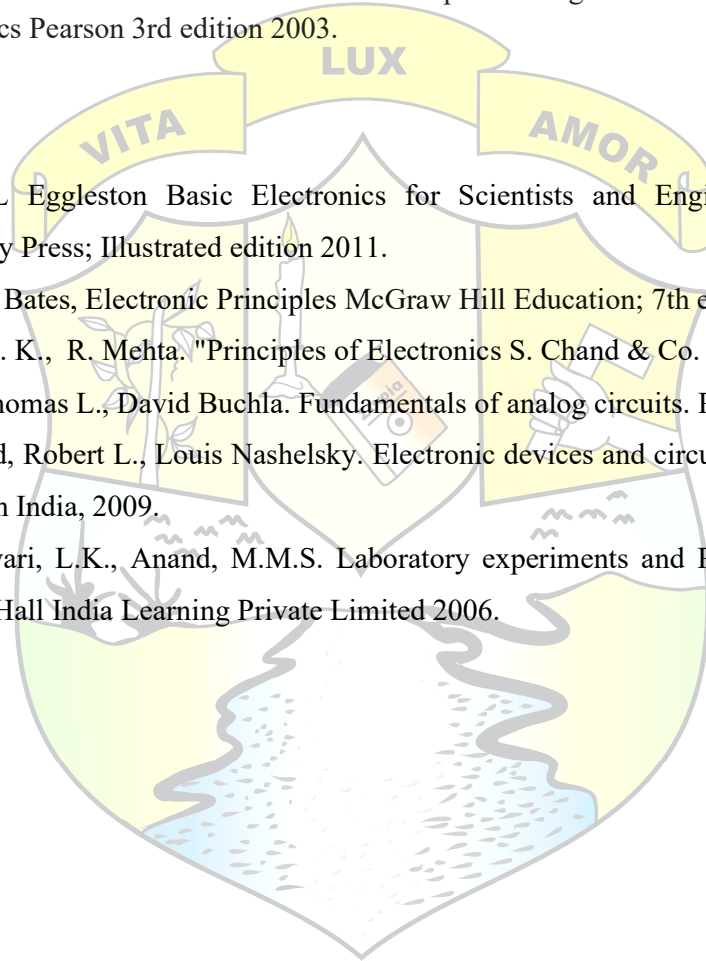 cs Pearson 3rd edition 2003.
LUX
VITA
AMOR
L Eggleston Basic Electronics for Scientists and Engi
y Press; Illustrated edition 2011.
Bates, Electronic Principles McGraw Hill Education; 7th e
. K., R. Mehta. "Principles of Electronics S. Chand & Co.
homas L., David Buchla. Fundamentals of analog circuits.
d, Robert L., Louis Nashelsky. Electronic devices and circu
n India, 2009.
vari, L.K., Anand, M.M.S. Laboratory experiments and
Hall India Learning Private Limited 2006.